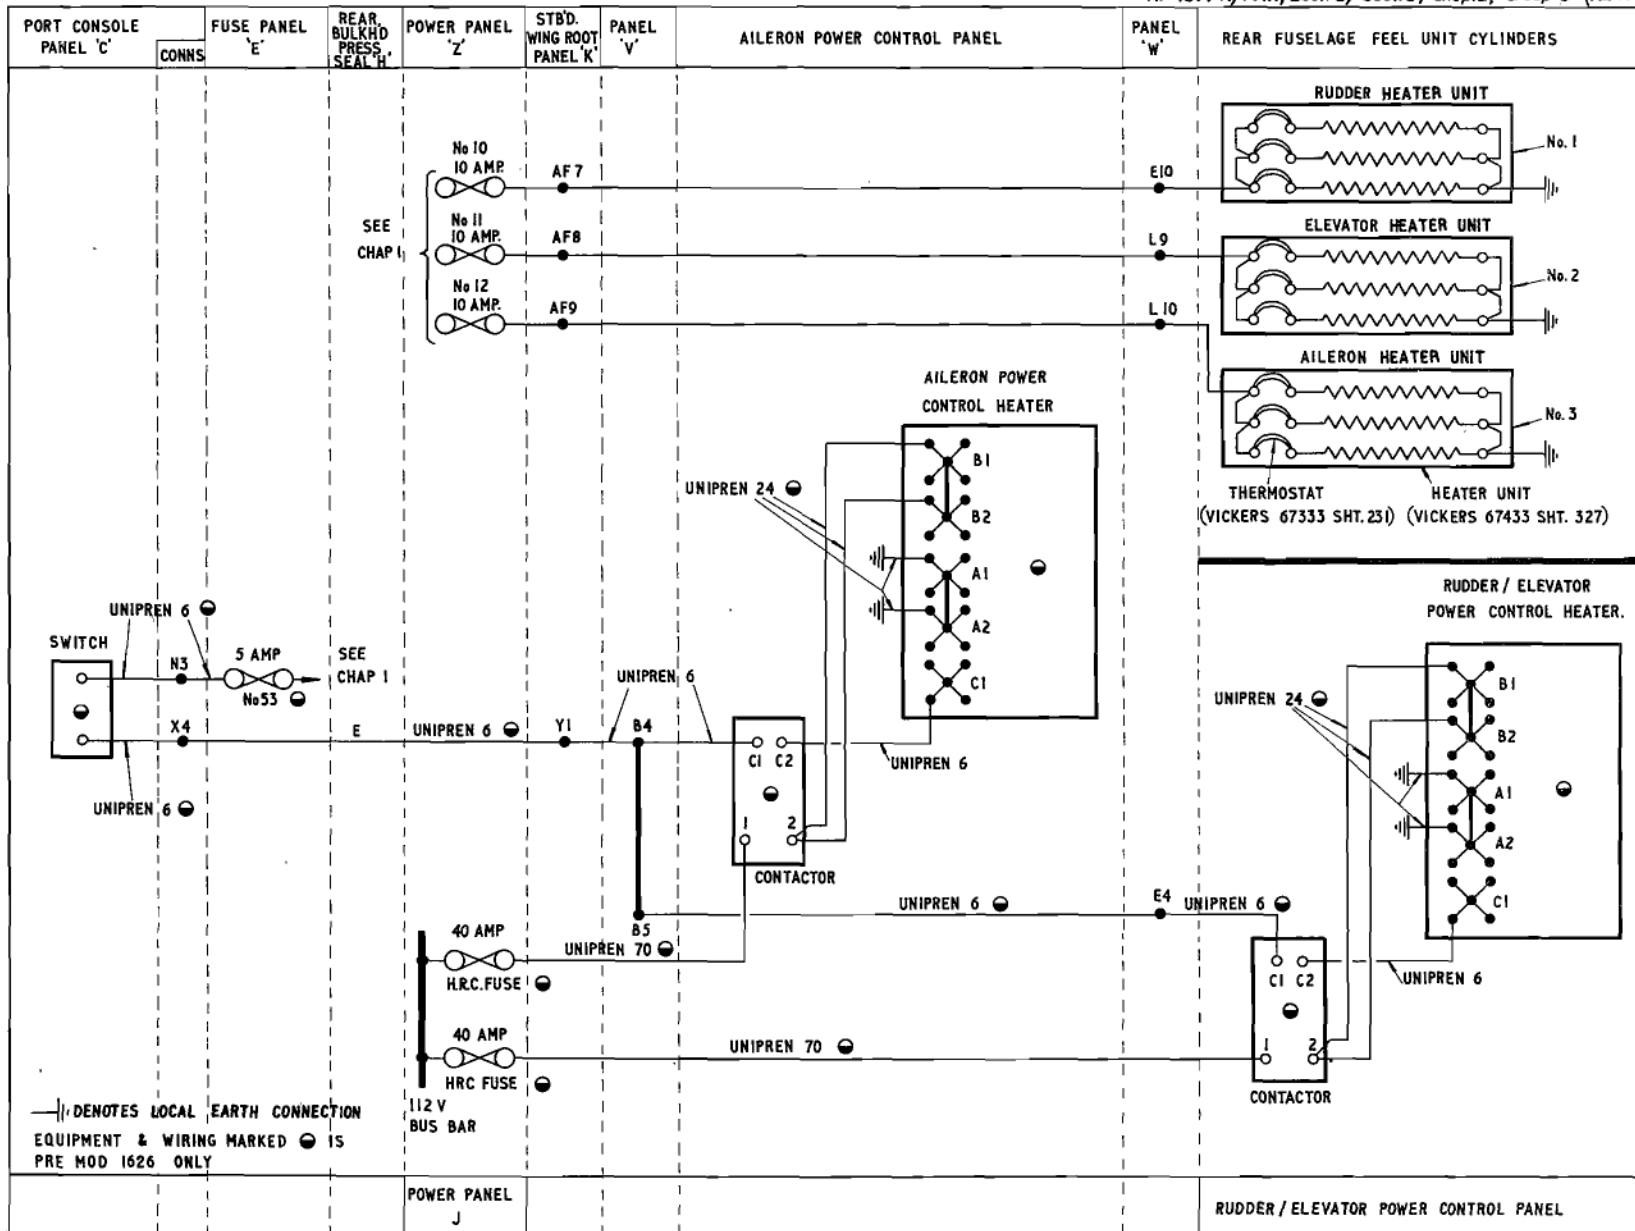 PORT CONSOLE
PANEL 'C'
CONNS
FUSE PANEL
'E'
REAR.
BULKHD
PRESS
SEAL 'H'
POWER PANEL
'Z'
STB'D.
WING ROOT
PANEL 'K'
PANEL
'V'
AILERON POWER CONTROL PANEL
PANEL
'W'
REAR FUSELAGE FEEL UNIT CYLINDERS
RUDDER HEATER UNIT
No. 1
No 10
10 AMP.
AF 7
E10
SEE
CHAP 1
No 11
10 AMP.
AF8
L 9
ELEVATOR HEATER UNIT
No. 2
No 12
10 AMP.
AF9
L 10
AILERON HEATER UNIT
No. 3
THERMOSTAT
(VICKERS 67333 SHT. 231)
HEATER UNIT
(VICKERS 67433 SHT. 327)
AILERON POWER
CONTROL HEATER
UNIPREN 24
B1
B2
A1
A2
C1
RUDDER / ELEVATOR
POWER CONTROL HEATER.
UNIPREN 24
B1
B2
A1
A2
C1
UNIPREN 6
SWITCH
N3
5 AMP
No53
SEE
CHAP 1
X4
E
UNIPREN 6
Y1
UNIPREN 6
B4
UNIPREN 6
C1 C2
UNIPREN 6
1 2
CONTACTOR
B5
UNIPREN 6
E4
UNIPREN 6
40 AMP
H.R.C. FUSE
UNIPREN 70
C1 C2
UNIPREN 6
40 AMP
HRC FUSE
UNIPREN 70
1 2
CONTACTOR
112 V
BUS BAR
DENOTES LOCAL EARTH CONNECTION
EQUIPMENT & WIRING MARKED IS
PRE MOD 1626 ONLY
POWER PANEL
J
RUDDER / ELEVATOR POWER CONTROL PANEL